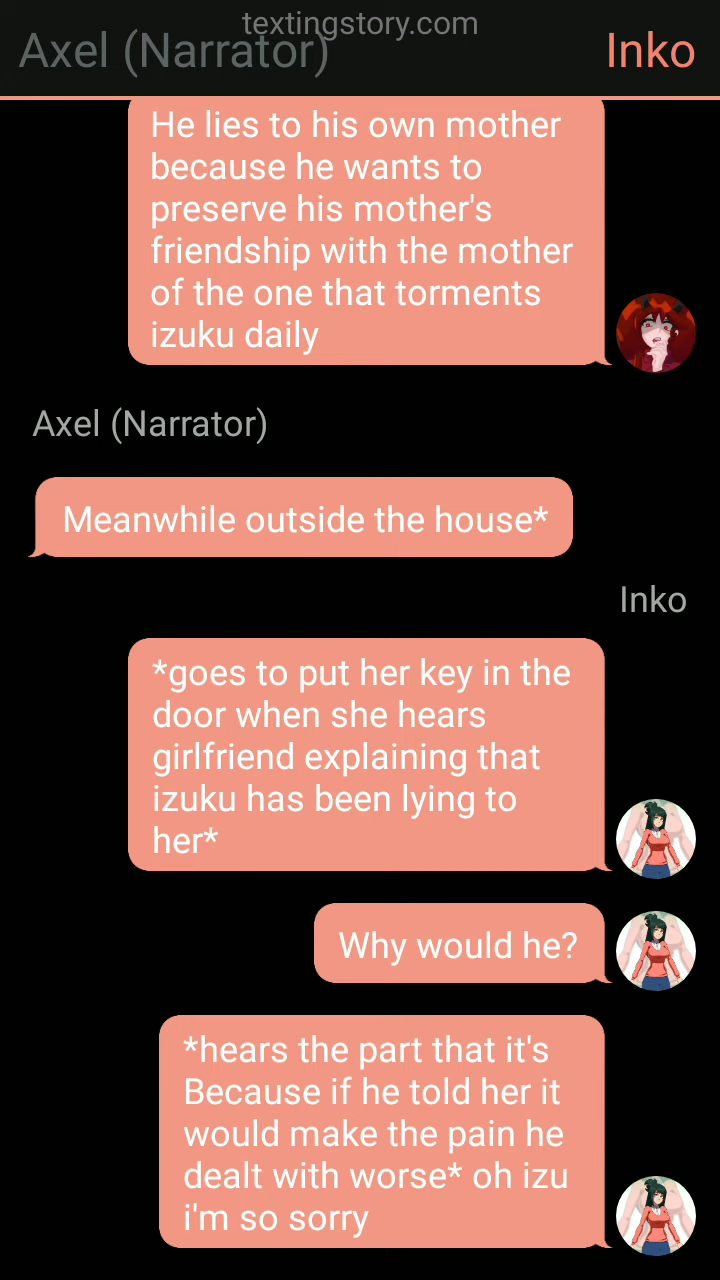 textingstory.com
Axel (Narrator)
Inko
He lies to his own mother
because he wants to
preserve his mother's
friendship with the mother
of the one that torments
izuku daily
Axel (Narrator)
Meanwhile outside the house*
Inko
*goes to put her key in the
door when she hears
girlfriend explaining that
izuku has been lying to
her*
Why would he?
*hears the part that it's
Because if he told her it
would make the pain he
dealt with worse* oh izu
i'm so sorry